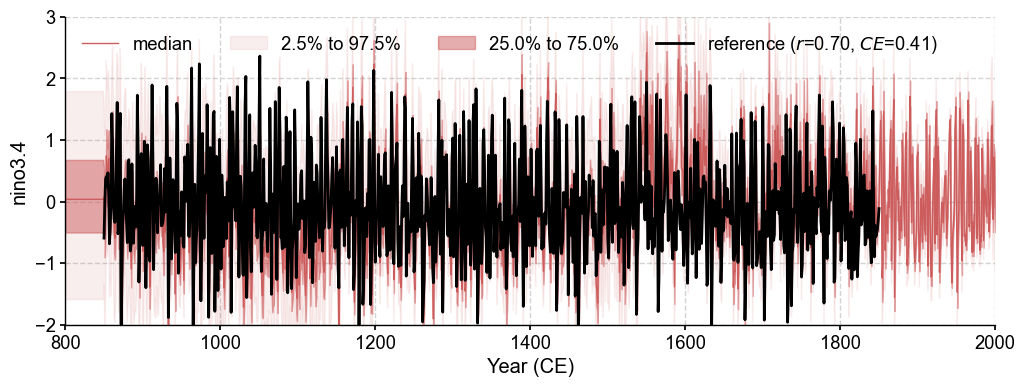 3
median 2.5% to 97.5% 25.0% to 75.0% reference (r=0.70, CE=0.41)
2
1
0
−1
−2
nino3.4
800 1000 1200 1400 1600 1800 2000
Year (CE)